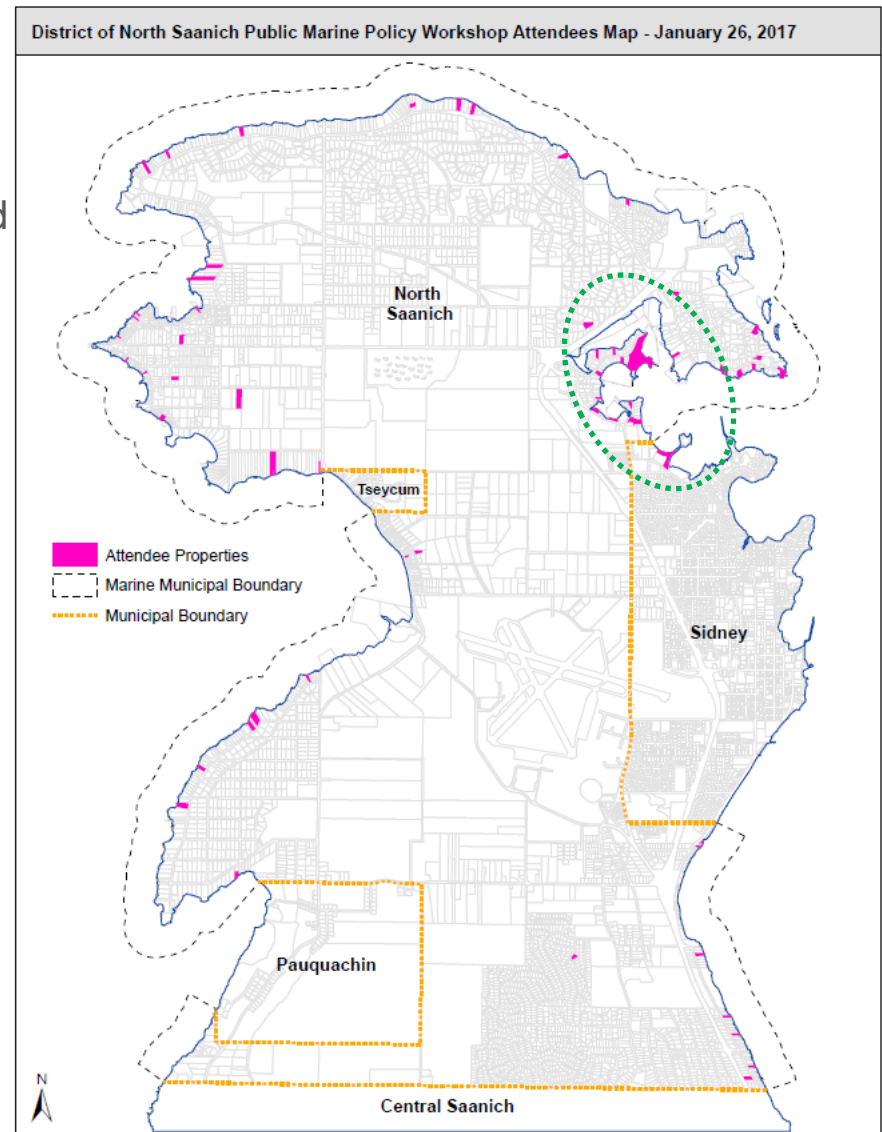 District of North Saanich Public Marine Policy Workshop Attendees Map - January 26, 2017
d
North
Saanich
Tseycum
Attendee Properties
Marine Municipal Boundary
Municipal Boundary
Sidney
Pauquachin
N
Central Saanich